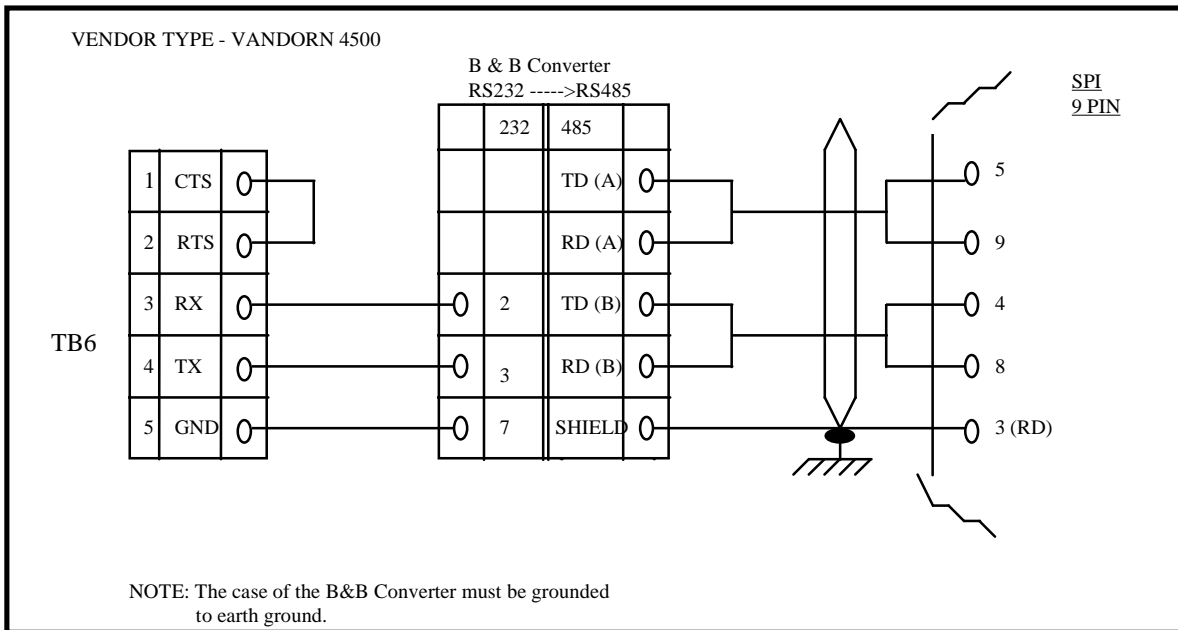 VENDOR TYPE - VANDORN 4500
B & B Converter
RS232 ----->RS485
SPI
9 PIN
232 485
1 CTS
TD (A)
5
2 RTS
RD (A)
9
3 RX
2 TD (B)
4
TB6
4 TX
3 RD (B)
8
5 GND
7 SHIELD
3 (RD)
NOTE: The case of the B&B Converter must be grounded
to earth ground.